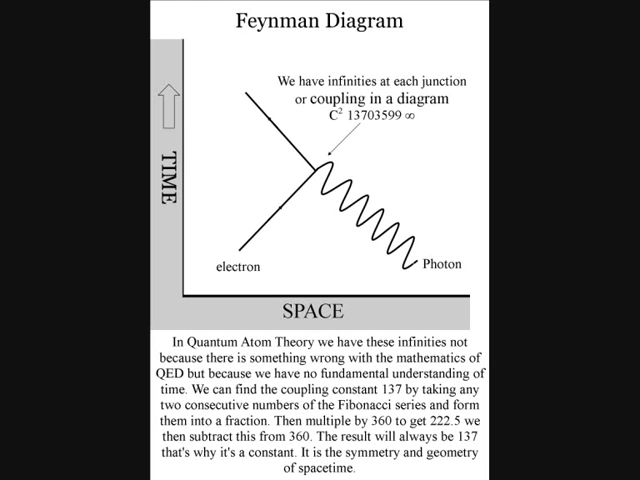 Feynman Diagram
We have infinities at each junction
or coupling in a diagram
C² 13703599 ∞
TIME
electron
Photon
SPACE
In Quantum Atom Theory we have these infinities not
because there is something wrong with the mathematics of
QED but because we have no fundamental understanding of
time. We can find the coupling constant 137 by taking any
two consecutive numbers of the Fibonacci series and form
them into a fraction. Then multiple by 360 to get 222.5 we
then subtract this from 360. The result will always be 137
that's why it's a constant. It is the symmetry and geometry
of spacetime.